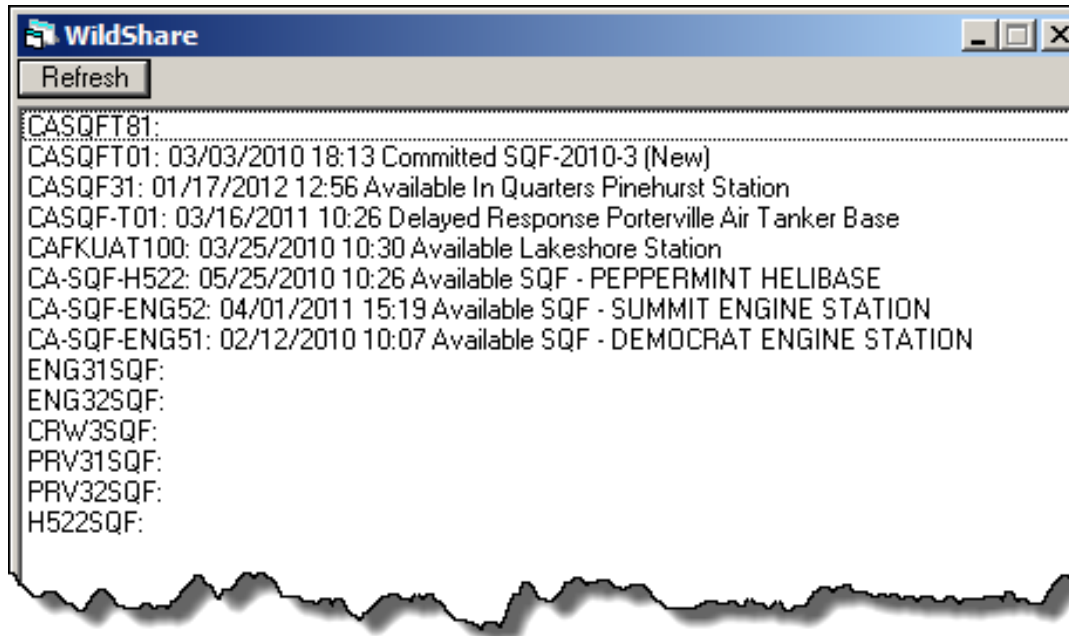 WildShare
Refresh
CASQFT81:
CASQFT01: 03/03/2010 18:13 Committed SQF-2010-3 (New)
CASQF31: 01/17/2012 12:56 Available In Quarters Pinehurst Station
CASQF-T01: 03/16/2011 10:26 Delayed Response Porterville Air Tanker Base
CAFKUAT100: 03/25/2010 10:30 Available Lakeshore Station
CA-SQF-H522: 05/25/2010 10:26 Available SQF - PEPPERMINT HELIBASE
CA-SQF-ENG52: 04/01/2011 15:19 Available SQF - SUMMIT ENGINE STATION
CA-SQF-ENG51: 02/12/2010 10:07 Available SQF - DEMOCRAT ENGINE STATION
ENG31SQF:
ENG32SQF:
CRW3SQF:
PRV31SQF:
PRV32SQF:
H522SQF: